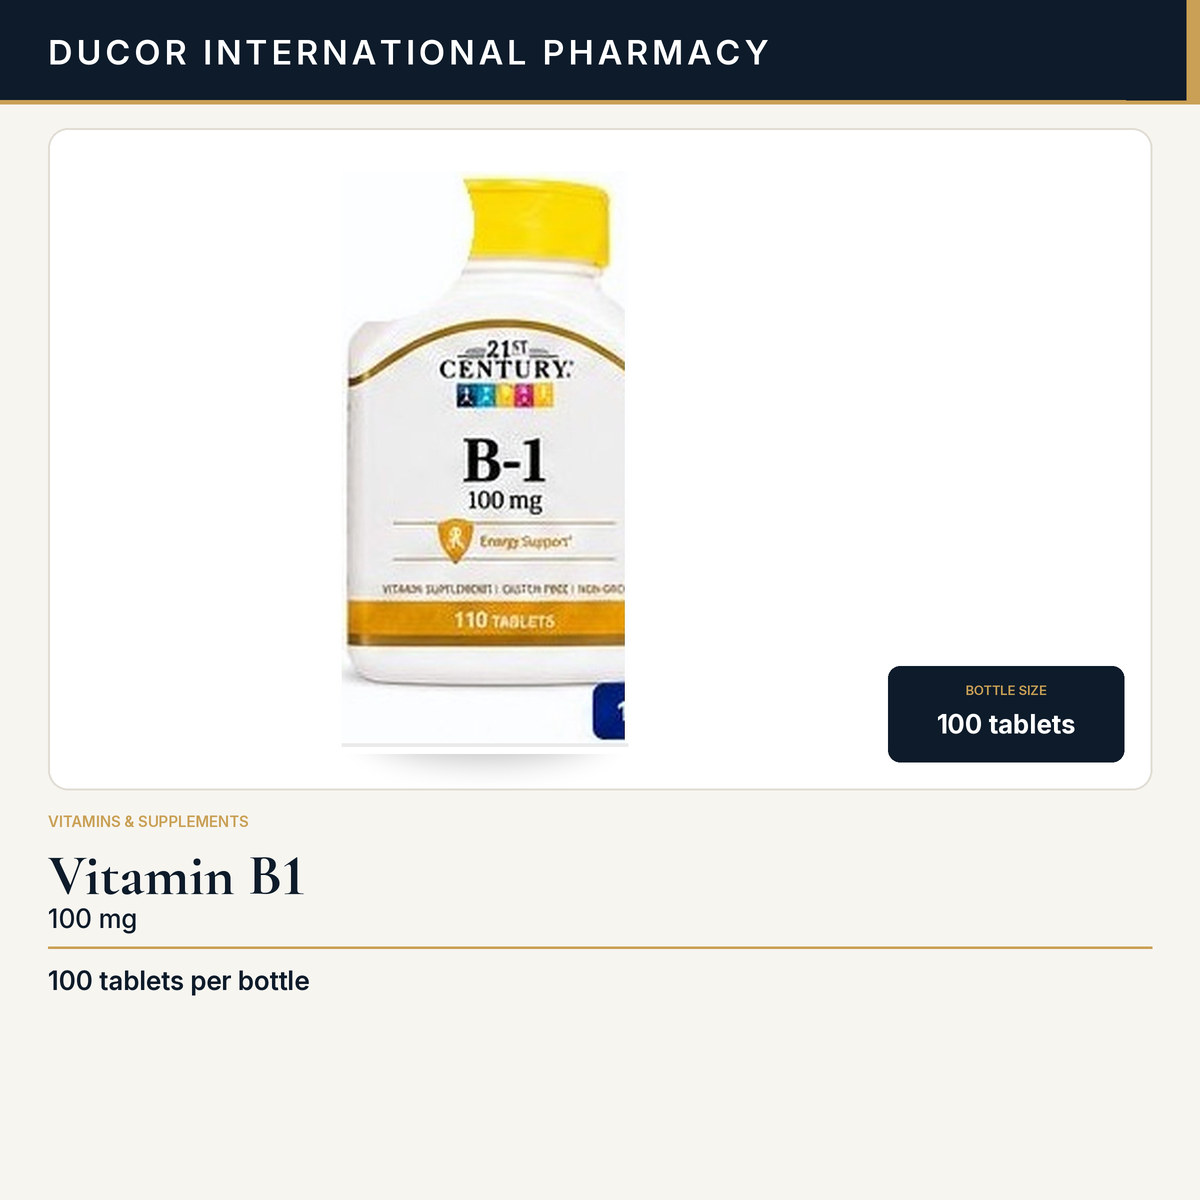 DUCOR INTERNATIONAL PHARMACY
21ST
CENTURY
B-1
100 mg
Energy Support
110 TABLETS
BOTTLE SIZE
100 tablets
VITAMINS & SUPPLEMENTS
Vitamin B1
100 mg
100 tablets per bottle